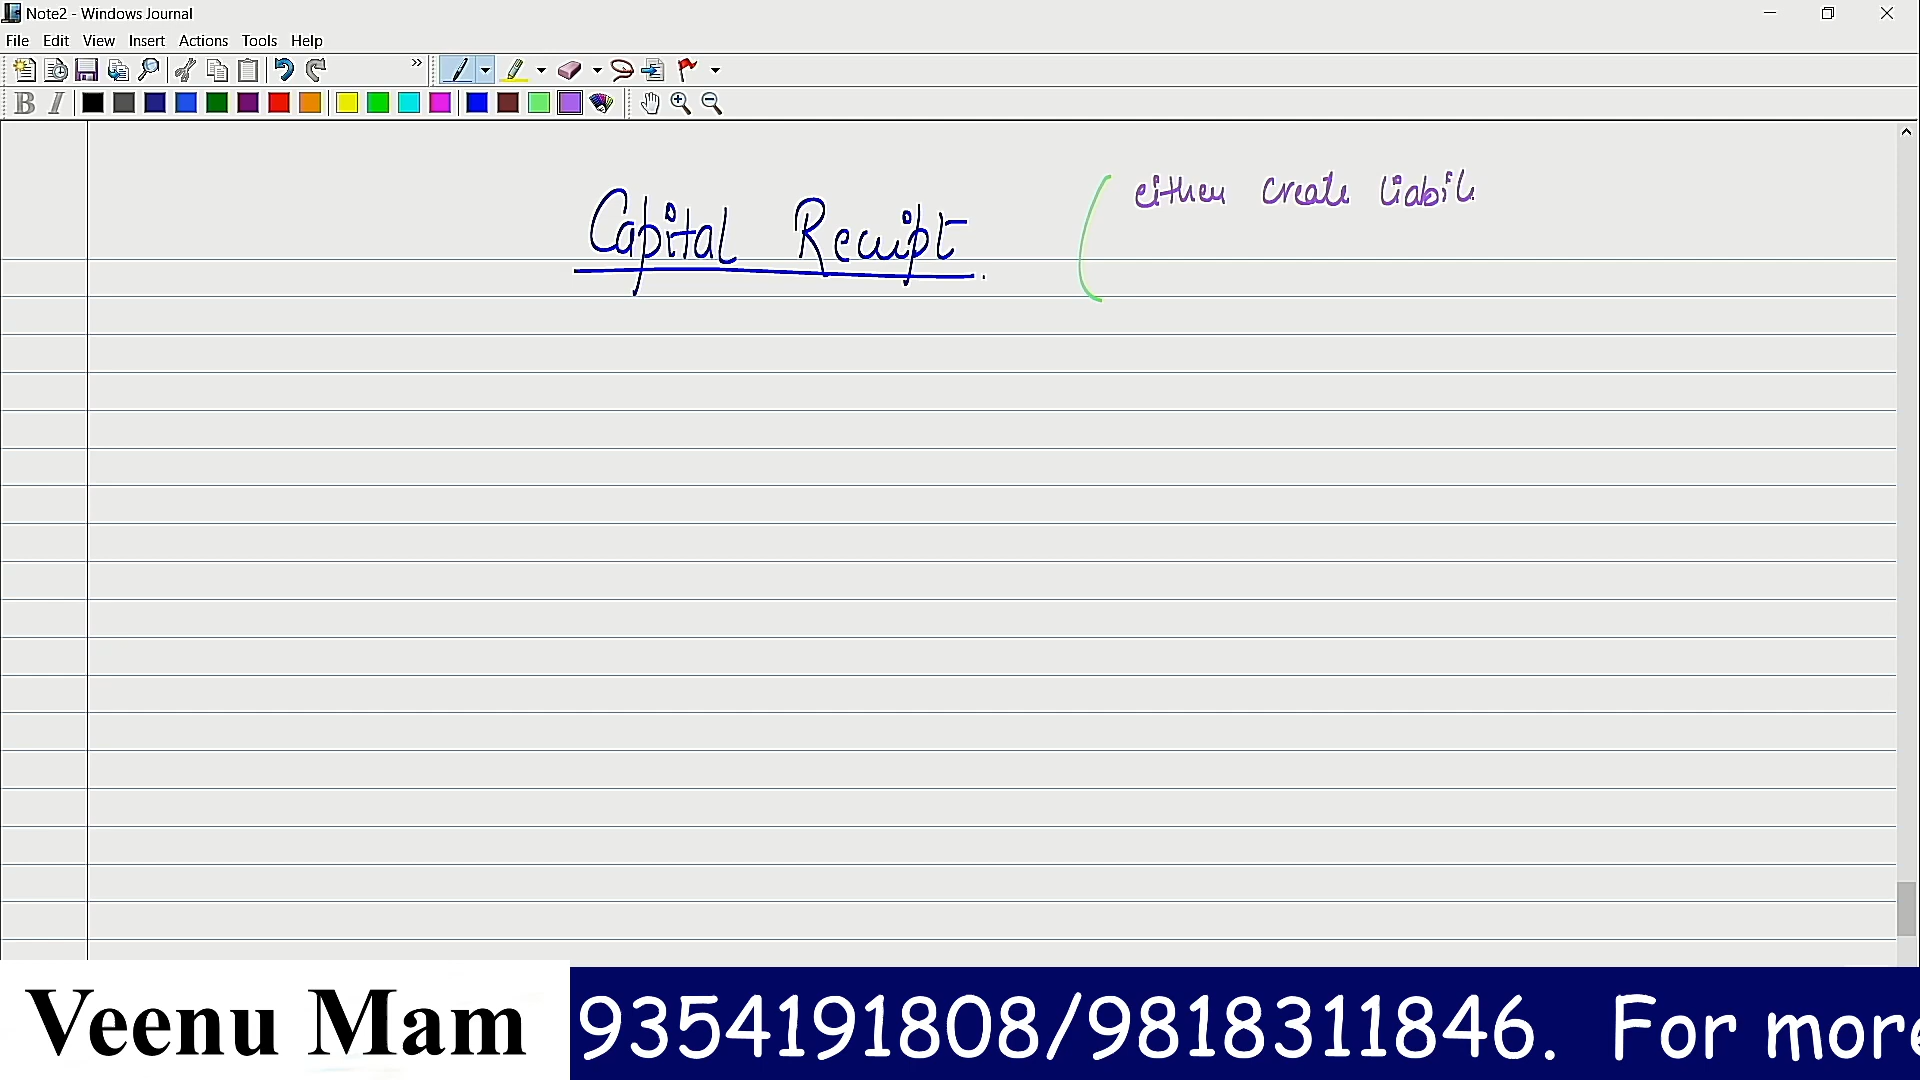 Note2 - Windows Journal
File Edit View Insert Actions Tools Help
B I
Capital Receipt
either create liabili
Veenu Mam
9354191808/9818311846. For more